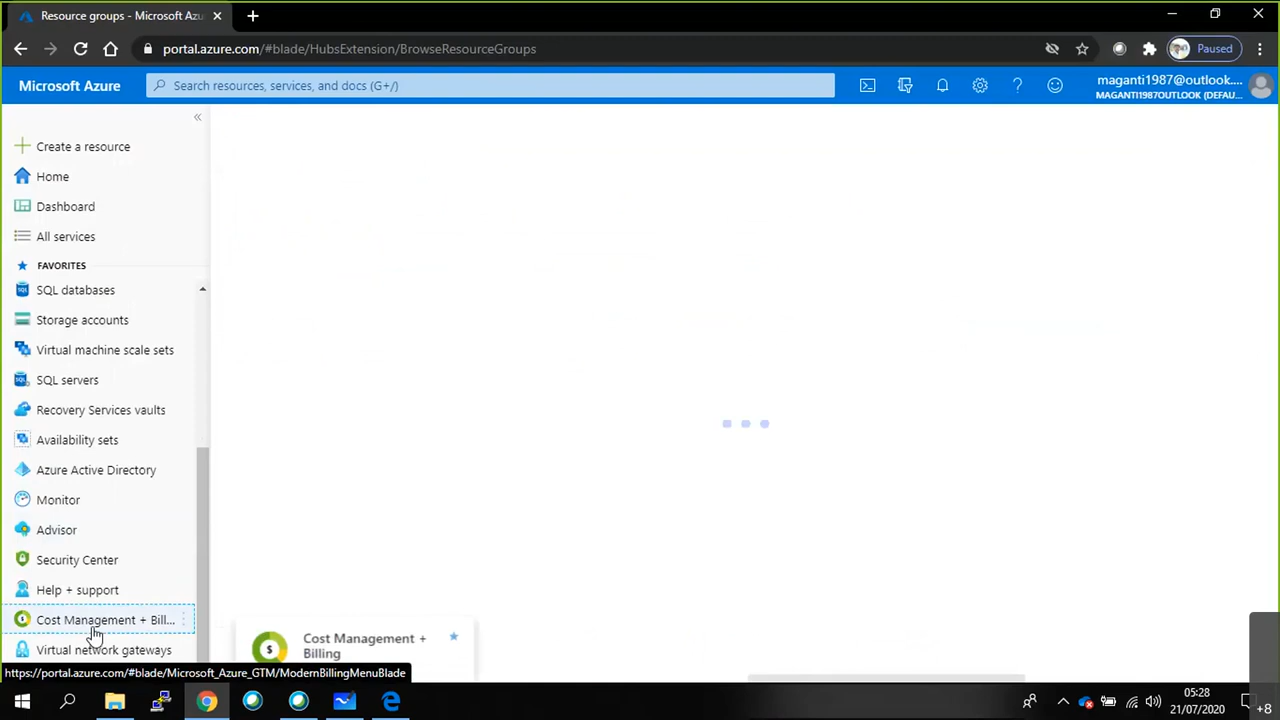 Resource groups - Microsoft Azu
portal.azure.com/#blade/HubsExtension/BrowseResourceGroups
Paused
Microsoft Azure
Search resources, services, and docs (G+/)
maganti1987@outlook....
MAGANTI1987OUTLOOK (DEFAU...
Create a resource
Home
Dashboard
All services
FAVORITES
SQL databases
Storage accounts
Virtual machine scale sets
SQL servers
Recovery Services vaults
Availability sets
Azure Active Directory
Monitor
Advisor
Security Center
Help + support
Cost Management + Bill...
Virtual network gateways
Cost Management +
Billing
https://portal.azure.com/#blade/Microsoft_Azure_GTM/ModernBillingMenuBlade
05:28
21/07/2020
+8